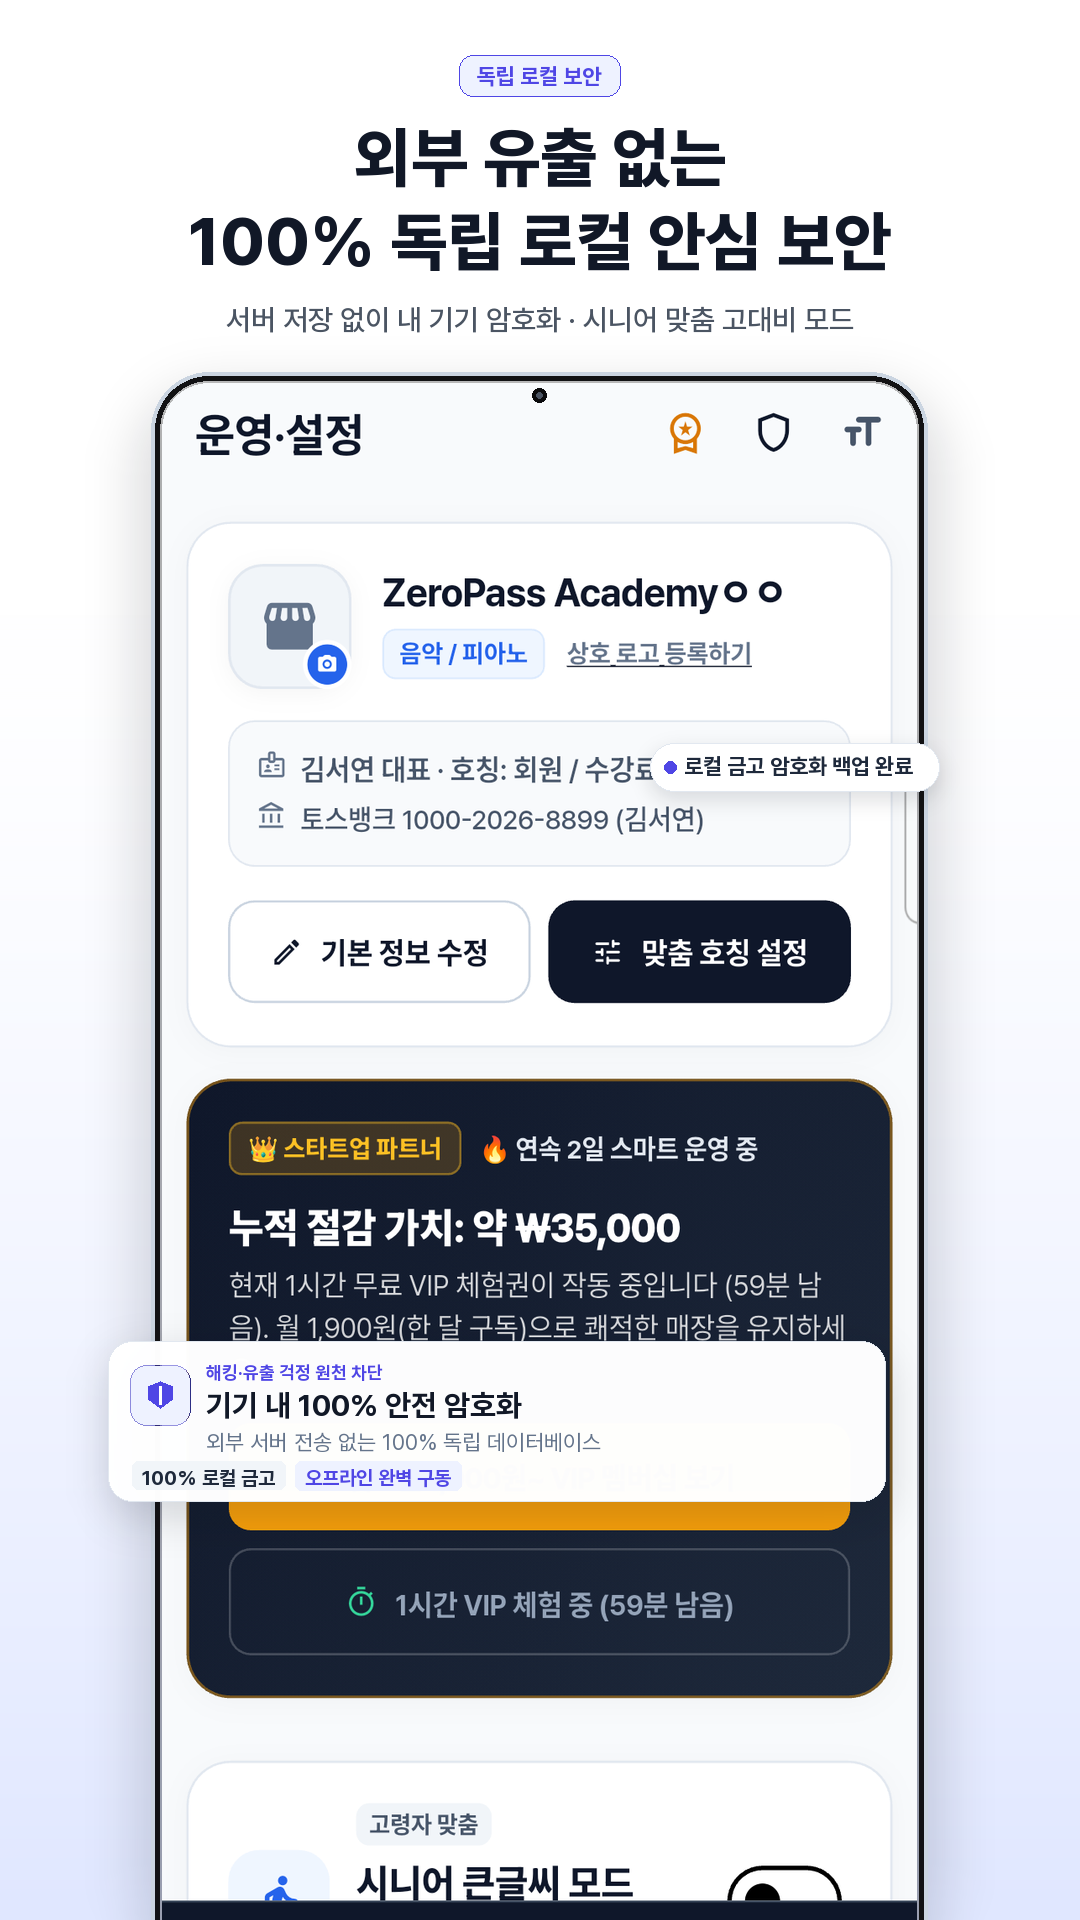 독립 로컬 보안
외부 유출 없는
100% 독립 로컬 안심 보안
서버 저장 없이 내 기기 암호화 · 시니어 맞춤 고대비 모드
운영·설정
ZeroPass Academyㅇㅇ
음악 / 피아노
상호 로고 등록하기
김서연 대표 · 호칭: 회원 / 수강료
로컬 금고 암호화 백업 완료
토스뱅크 1000-2026-8899 (김서연)
기본 정보 수정
맞춤 호칭 설정
👑 스타트업 파트너
🔥 연속 2일 스마트 운영 중
누적 절감 가치: 약 ₩35,000
현재 1시간 무료 VIP 체험권이 작동 중입니다 (59분 남
음). 월 1,900원(한 달 구독)으로 쾌적한 매장을 유지하세
해킹·유출 걱정 원천 차단
기기 내 100% 안전 암호화
외부 서버 전송 없는 100% 독립 데이터베이스
100% 로컬 금고
오프라인 완벽 구동
1시간 VIP 체험 중 (59분 남음)
고령자 맞춤
시니어 큰글씨 모드